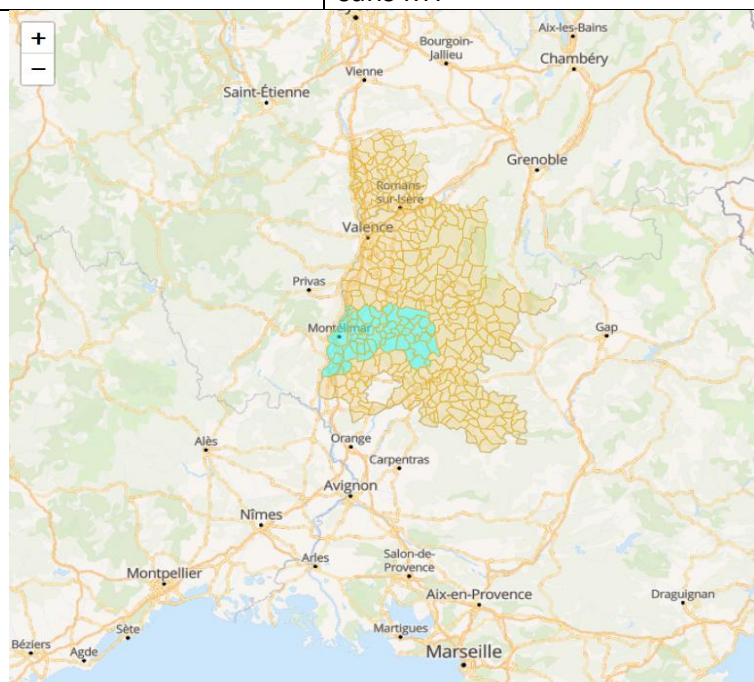 +
−
Aix-les-Bains
Bourgoin-
Jallieu
Chambéry
Vienne
Saint-Étienne
Grenoble
Romans-
sur-Isère
Valence
Privas
Montélimar
Gap
Alès
Orange
Carpentras
Avignon
Nîmes
Arles
Salon-de-
Provence
Montpellier
Aix-en-Provence
Draguignan
Sète
Martigues
Béziers
Agde
Marseille